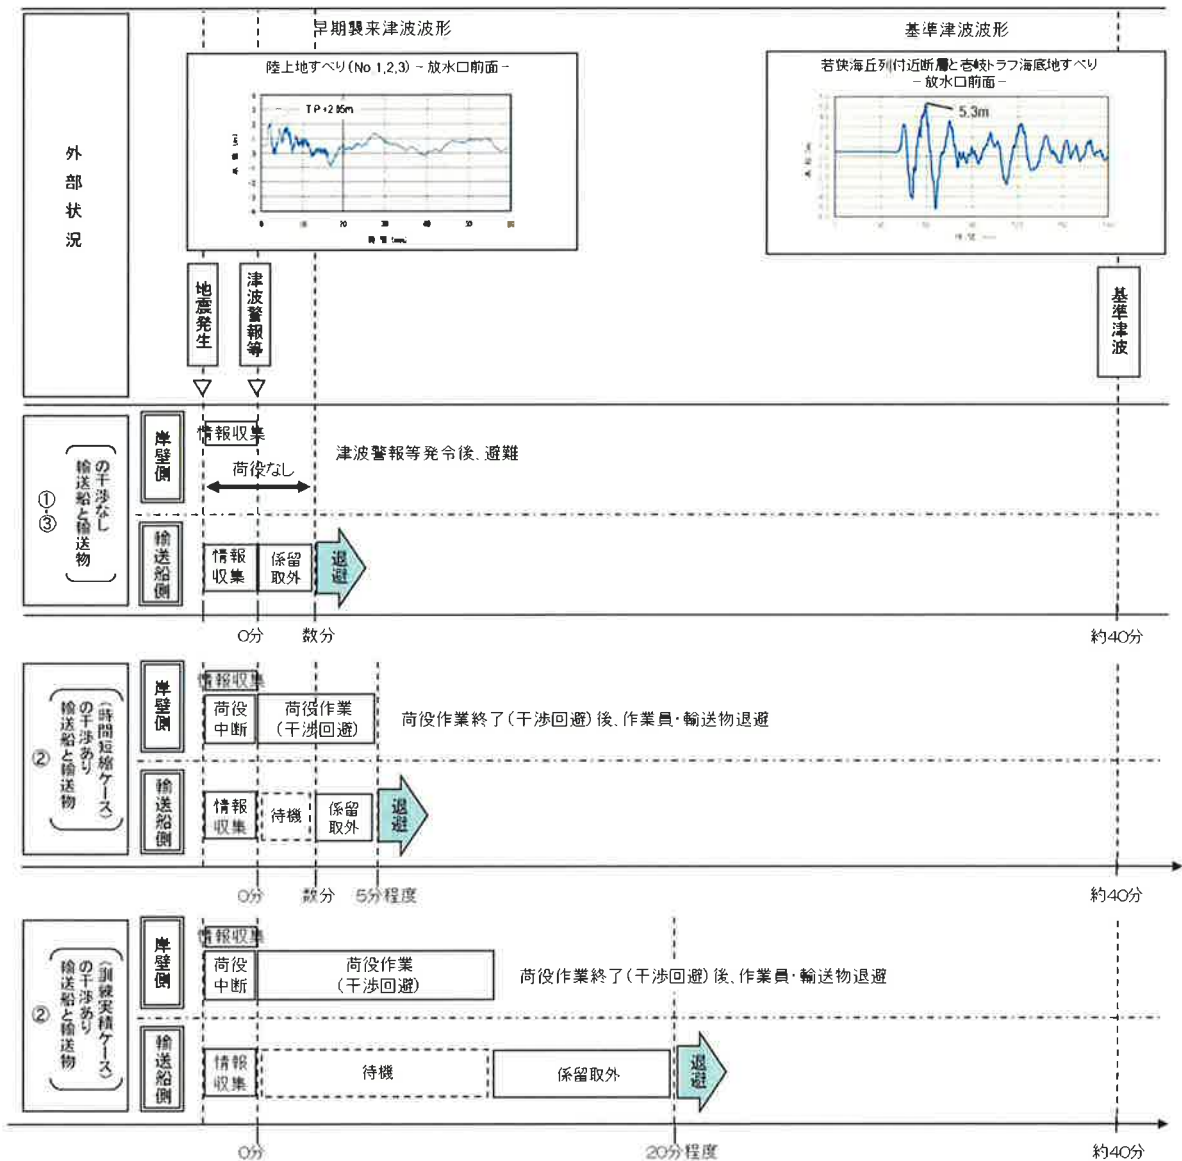 早期襲来津波波形
基準津波波形
陸上地すべり(No 1,2,3) - 放水口前面 -
T P +2 05m
若狭海丘列付近断層と壱岐トラフ海底地すべり
- 放水口前面 -
5.3m
0 10 20 30 40 50 60
外部状況
地震発生
津波警報等
基準津波
①
③
輸送船と輸送物
の干渉なし
岸壁側
情報収集
荷役なし
津波警報等発令後、避難
輸送船側
情報
収集
係留
取外
退避
0分
数分
約40分
②
輸送船と輸送物
の干渉あり
(時間短縮ケース)
岸壁側
情報収集
荷役
中断
荷役作業
(干渉回避)
荷役作業終了(干渉回避)後、作業員・輸送物退避
輸送船側
情報
収集
待機
係留
取外
退避
0分
数分
5分程度
約40分
②
輸送船と輸送物
の干渉あり
(訓練実績ケース)
岸壁側
情報収集
荷役
中断
荷役作業
(干渉回避)
荷役作業終了(干渉回避)後、作業員・輸送物退避
輸送船側
情報
収集
待機
係留取外
退避
0分
20分程度
約40分